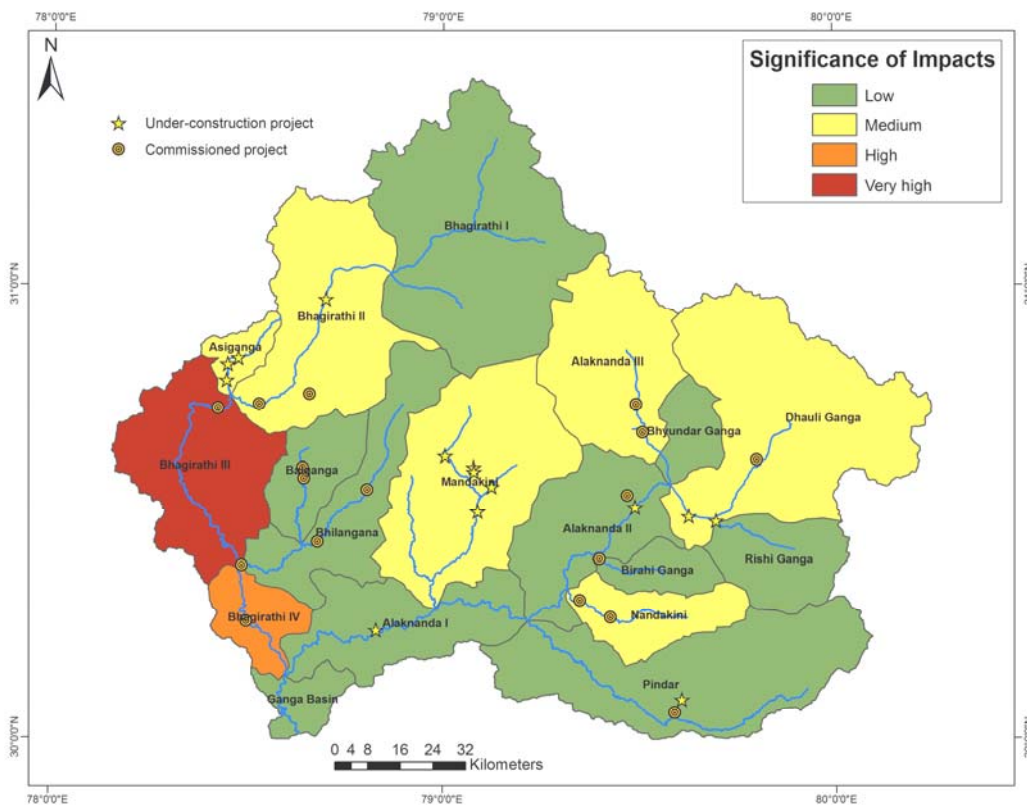 78°0'0"E 79°0'0"E 80°0'0"E
N
Significance of Impacts
Low
Medium
High
Very high
Under-construction project
Commissioned project
Bhagirathi I
31°0'0"N
Bhagirathi II
Asiganga
Alaknanda III
Dhauli Ganga
Bhyundar Ganga
Bhagirathi III
Balganga
Mandakini
Bhilangana
Alaknanda II
Rishi Ganga
Birahi Ganga
Bhagirathi IV
Nandakini
Alaknanda I
Pindar
Ganga Basin
30°0'0"N
0 4 8 16 24 32
Kilometers
78°0'0"E 79°0'0"E 80°0'0"E